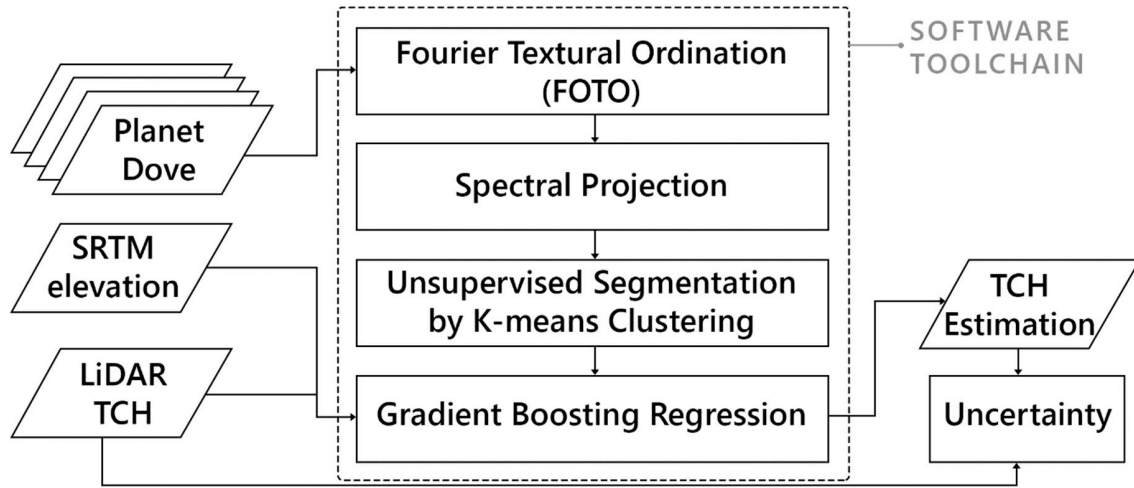 SOFTWARE
TOOLCHAIN
Fourier Textural Ordination
(FOTO)
Planet
Dove
Spectral Projection
SRTM
elevation
Unsupervised Segmentation
by K-means Clustering
TCH
Estimation
LiDAR
TCH
Gradient Boosting Regression
Uncertainty